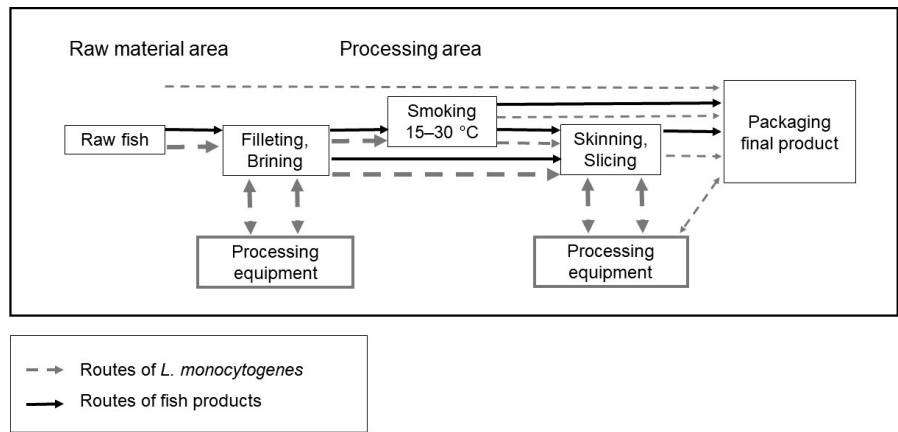 Raw material area
Processing area
Raw fish
Filleting,
Brining
Smoking
15–30 °C
Skinning,
Slicing
Packaging
final product
Processing
equipment
Processing
equipment
Routes of L. monocytogenes
Routes of fish products